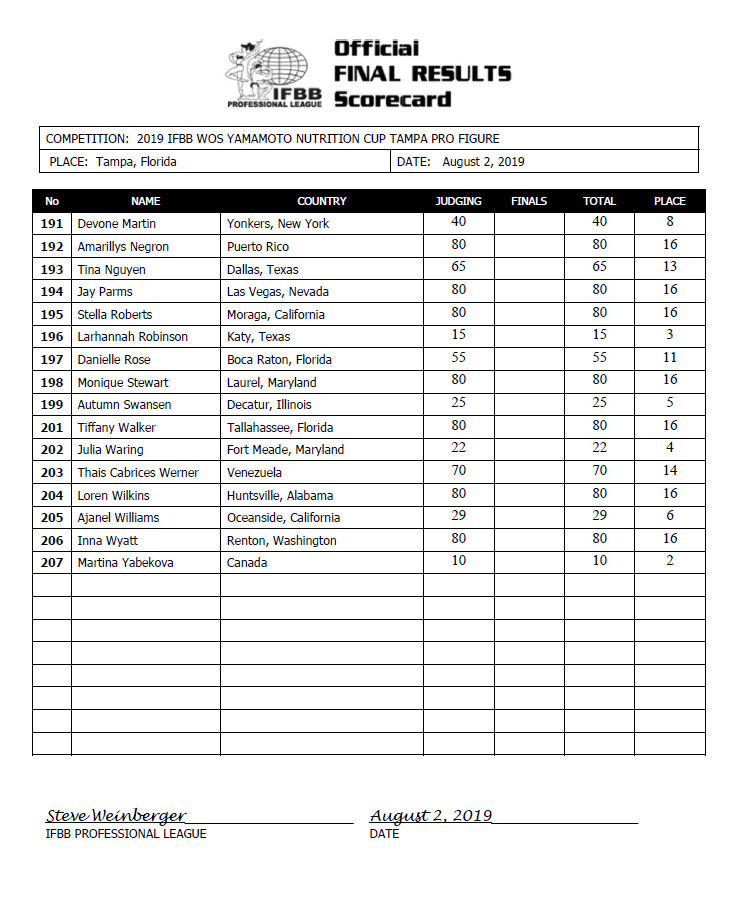 Official
FINAL RESULTS
Scorecard
IFBB
PROFESSIONAL LEAGUE
COMPETITION: 2019 IFBB WOS YAMAMOTO NUTRITION CUP TAMPA PRO FIGURE
PLACE: Tampa, Florida DATE: August 2, 2019
No NAME COUNTRY JUDGING FINALS TOTAL PLACE
191 Devone Martin Yonkers, New York 40 40 8
192 Amarillys Negron Puerto Rico 80 80 16
193 Tina Nguyen Dallas, Texas 65 65 13
194 Jay Parms Las Vegas, Nevada 80 80 16
195 Stella Roberts Moraga, California 80 80 16
196 Larhannah Robinson Katy, Texas 15 15 3
197 Danielle Rose Boca Raton, Florida 55 55 11
198 Monique Stewart Laurel, Maryland 80 80 16
199 Autumn Swansen Decatur, Illinois 25 25 5
201 Tiffany Walker Tallahassee, Florida 80 80 16
202 Julia Waring Fort Meade, Maryland 22 22 4
203 Thais Cabrices Werner Venezuela 70 70 14
204 Loren Wilkins Huntsville, Alabama 80 80 16
205 Ajanel Williams Oceanside, California 29 29 6
206 Inna Wyatt Renton, Washington 80 80 16
207 Martina Yabekova Canada 10 10 2
Steve Weinberger August 2, 2019
IFBB PROFESSIONAL LEAGUE DATE